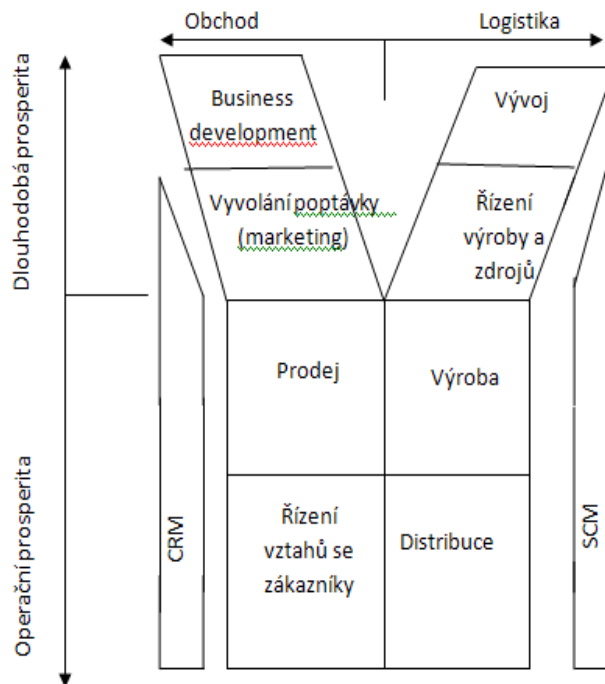 Obchod
Logistika
Dlouhodobá prosperita
Business
development
Vývoj
Vyvolání poptávky
(marketing)
Řízení
výroby a
zdrojů
Prodej
Výroba
Operační prosperita
CRM
Řízení
vztahů se
zákazníky
Distribuce
SCM